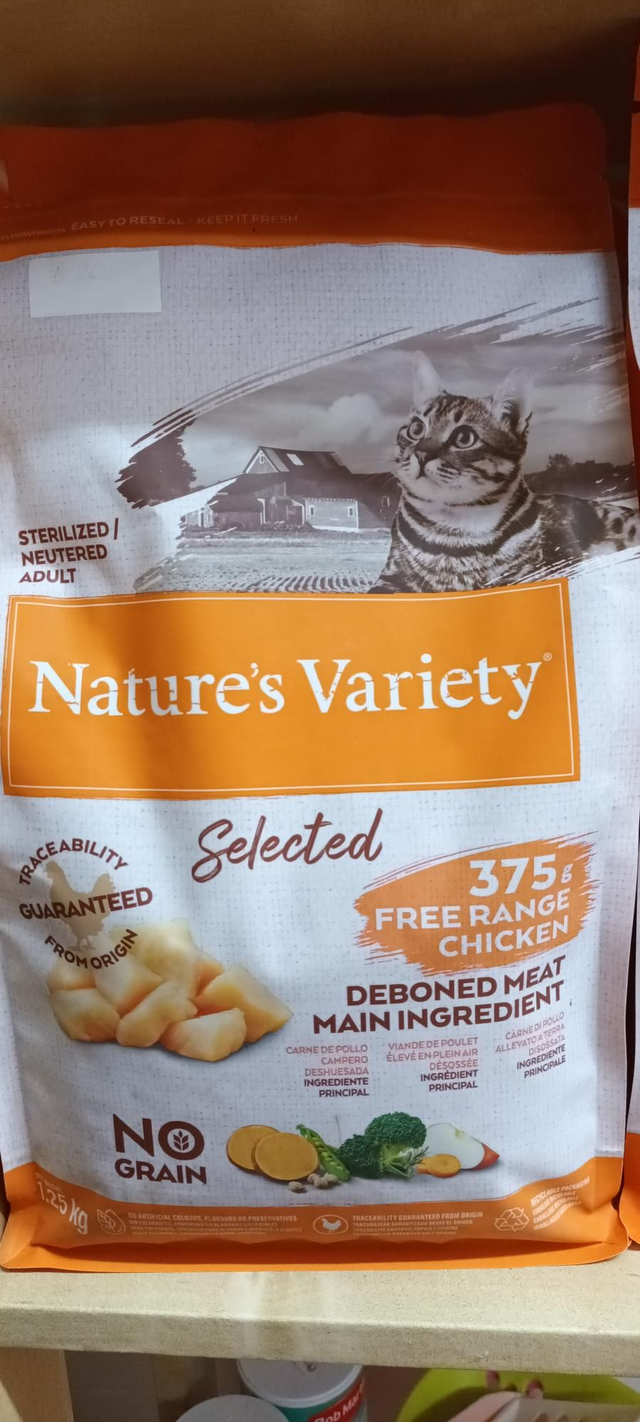 EASY TO RESEAL - KEEP IT FRESH
STERILIZED /
NEUTERED
ADULT
Nature's Variety®
Selected
TRACEABILITY
GUARANTEED
FROM ORIGIN
375g
FREE RANGE
CHICKEN
DEBONED MEAT
MAIN INGREDIENT
CARNE DE POLLO
CAMPERO
DESHUESADA
INGREDIENTE
PRINCIPAL
VIANDE DE POULET
ÉLEVÉ EN PLEIN AIR
DÉSOSSÉE
INGRÉDIENT
PRINCIPAL
CARNE DI POLLO
ALLEVATO A TERRA
DISOSSATA
INGREDIENTE
PRINCIPALE
NO
GRAIN
1.25 kg
NO ARTIFICIAL COLOURS, FLAVOURS OR PRESERVATIVES
TRACEABILITY GUARANTEED FROM ORIGIN
RECYCLABLE PACKAGING